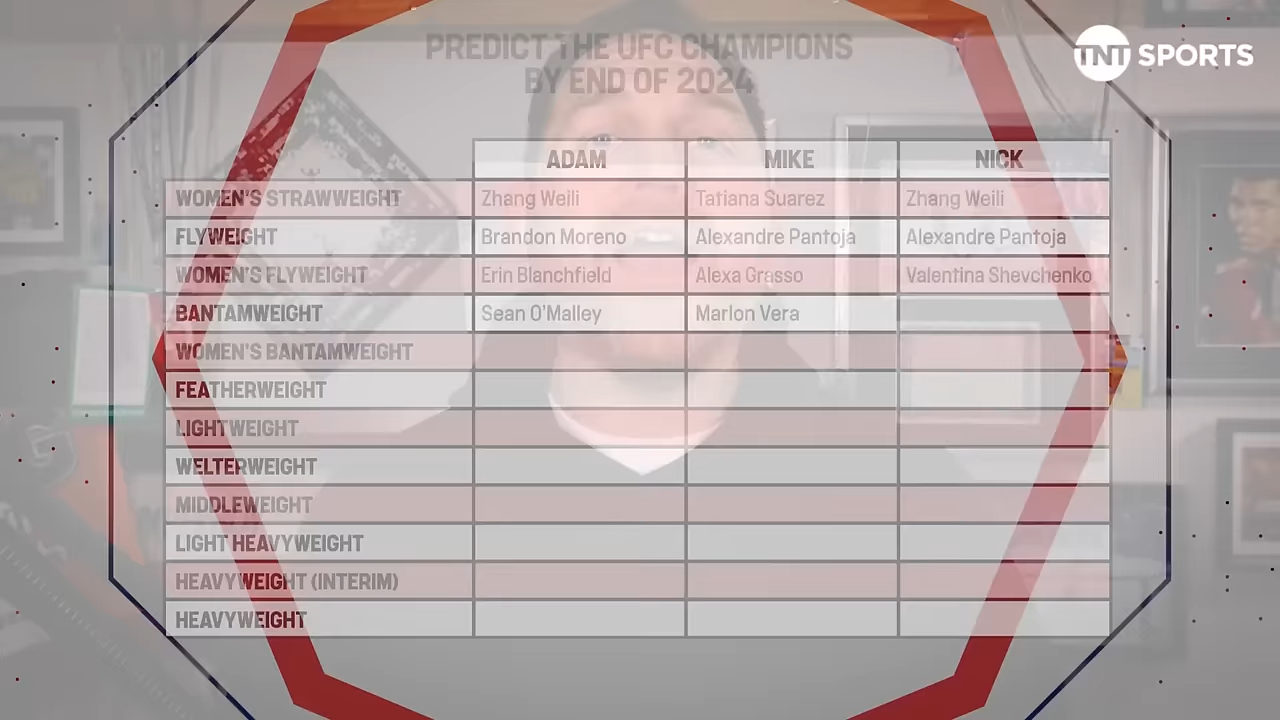 TNT SPORTS
PREDICT THE UFC CHAMPIONS
BY END OF 2024
ADAM MIKE NICK
WOMEN'S STRAWWEIGHT Zhang Weili Tatiana Suarez Zhang Weili
FLYWEIGHT Brandon Moreno Alexandre Pantoja Alexandre Pantoja
WOMEN'S FLYWEIGHT Erin Blanchfield Alexa Grasso Valentina Shevchenko
BANTAMWEIGHT Sean O'Malley Marlon Vera
WOMEN'S BANTAMWEIGHT
FEATHERWEIGHT
LIGHTWEIGHT
WELTERWEIGHT
MIDDLEWEIGHT
LIGHT HEAVYWEIGHT
HEAVYWEIGHT (INTERIM)
HEAVYWEIGHT